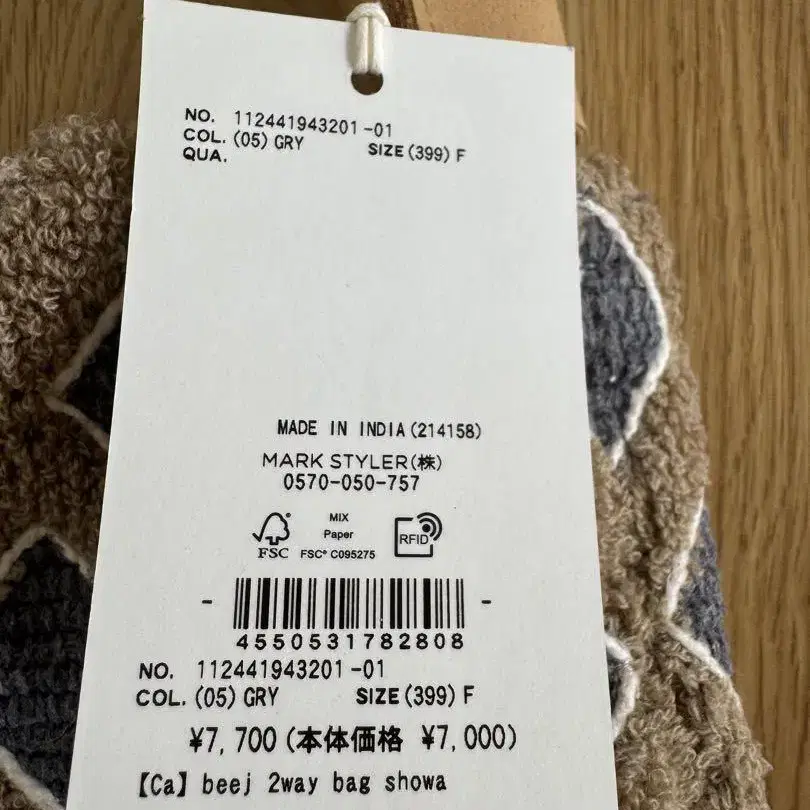 NO. 112441943201-01
COL. (05) GRY SIZE (399) F
QUA.
MADE IN INDIA (214158)
MARK STYLER(株)
0570-050-757
FSC
MIX
Paper
FSC® C095275
RFID
4550531782808
NO. 112441943201-01
COL. (05) GRY SIZE (399) F
¥7,700 (本体価格 ¥7,000)
【Ca】beej 2way bag showa